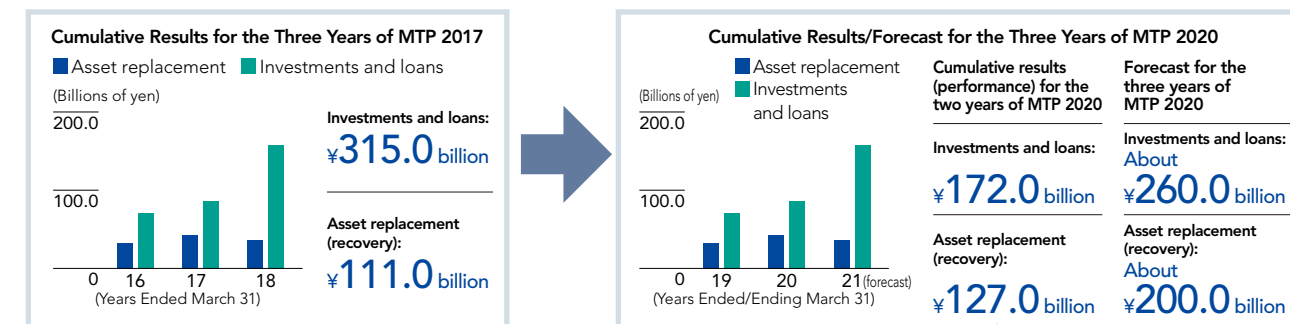 Cumulative Results for the Three Years of MTP 2017
Asset replacement Investments and loans
(Billions of yen)
200.0
100.0
0
16 17 18
(Years Ended March 31)
Investments and loans:
¥315.0 billion
Asset replacement
(recovery):
¥111.0 billion
Cumulative Results/Forecast for the Three Years of MTP 2020
Asset replacement
Investments
and loans
(Billions of yen)
200.0
100.0
0
19 20 21(forecast)
(Years Ended/Ending March 31)
Cumulative results
(performance) for the
two years of MTP 2020
Investments and loans:
¥172.0 billion
Asset replacement
(recovery):
¥127.0 billion
Forecast for the
three years of
MTP 2020
Investments and loans:
About
¥260.0 billion
Asset replacement
(recovery):
About
¥200.0 billion